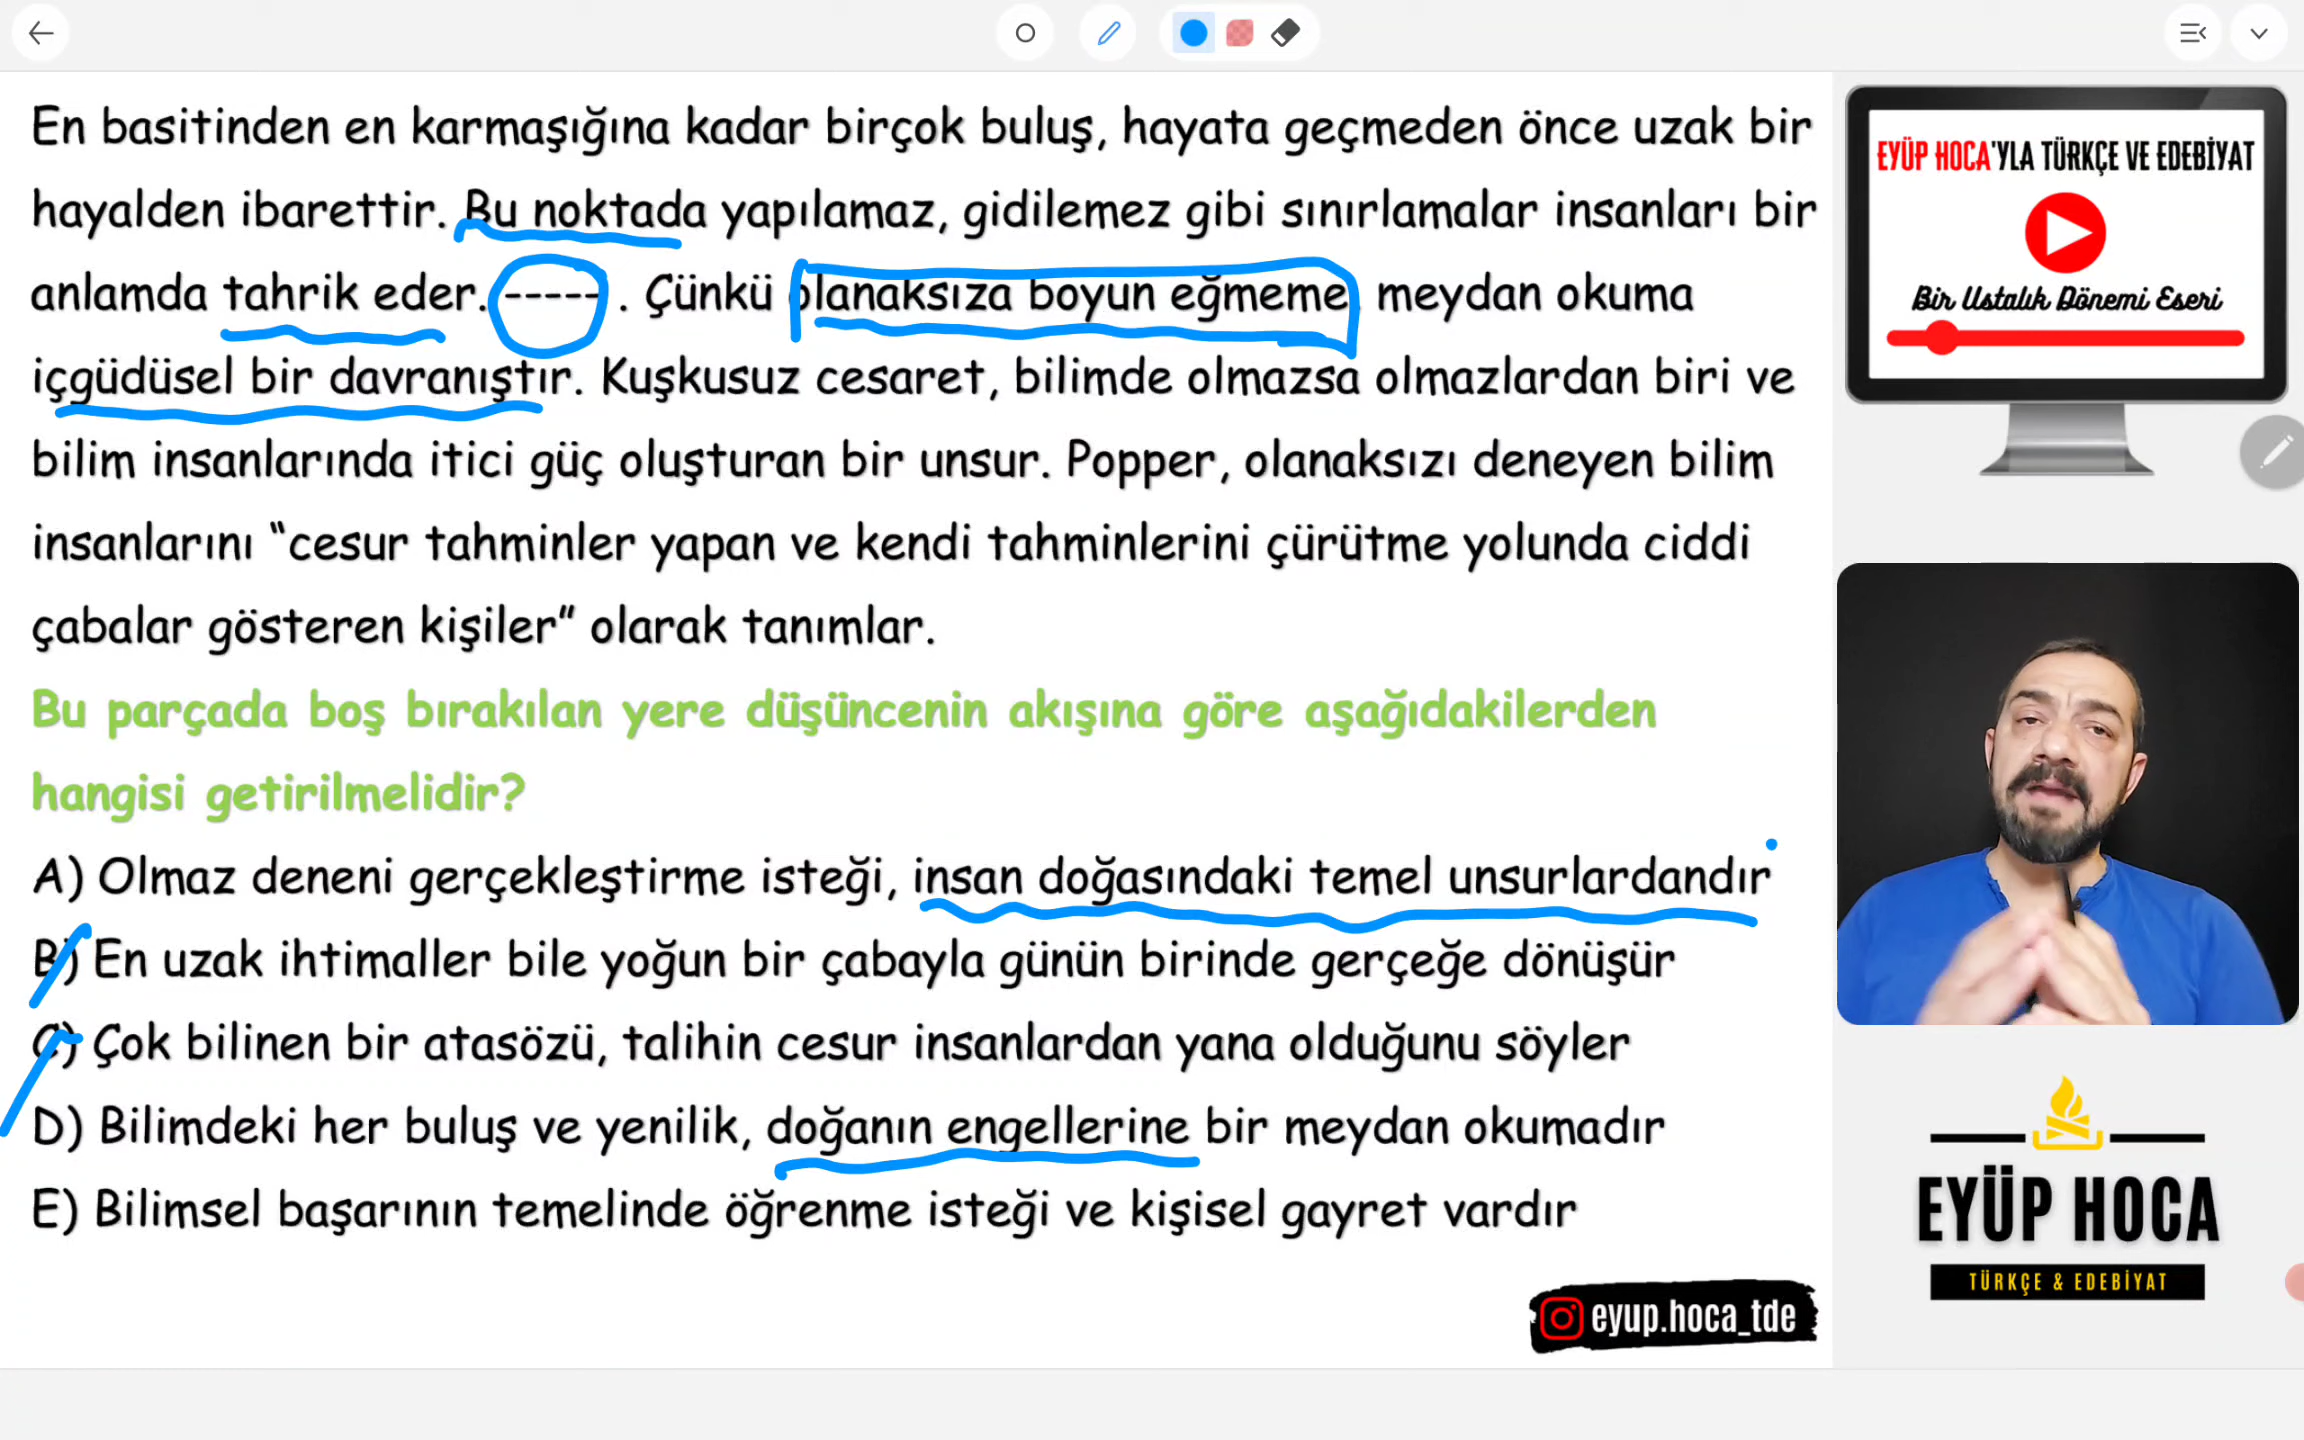 En basitinden en karmaşığına kadar birçok buluş, hayata geçmeden önce uzak bir
hayalden ibarettir. Bu noktada yapılamaz, gidilemez gibi sınırlamalar insanları bir
anlamda tahrik eder. ----- . Çünkü olanaksıza boyun eğmeme, meydan okuma
içgüdüsel bir davranıştır. Kuşkusuz cesaret, bilimde olmazsa olmazlardan biri ve
bilim insanlarında itici güç oluşturan bir unsur. Popper, olanaksızı deneyen bilim
insanlarını “cesur tahminler yapan ve kendi tahminlerini çürütme yolunda ciddi
çabalar gösteren kişiler” olarak tanımlar.
Bu parçada boş bırakılan yere düşüncenin akışına göre aşağıdakilerden
hangisi getirilmelidir?
A) Olmaz deneni gerçekleştirme isteği, insan doğasındaki temel unsurlardandır
B) En uzak ihtimaller bile yoğun bir çabayla günün birinde gerçeğe dönüşür
C) Çok bilinen bir atasözü, talihin cesur insanlardan yana olduğunu söyler
D) Bilimdeki her buluş ve yenilik, doğanın engellerine bir meydan okumadır
E) Bilimsel başarının temelinde öğrenme isteği ve kişisel gayret vardır
eyup.hoca_tde
EYÜP HOCA'YLA TÜRKÇE VE EDEBİYAT
Bir Ustalık Dönemi Eseri
EYÜP HOCA
TÜRKÇE & EDEBİYAT